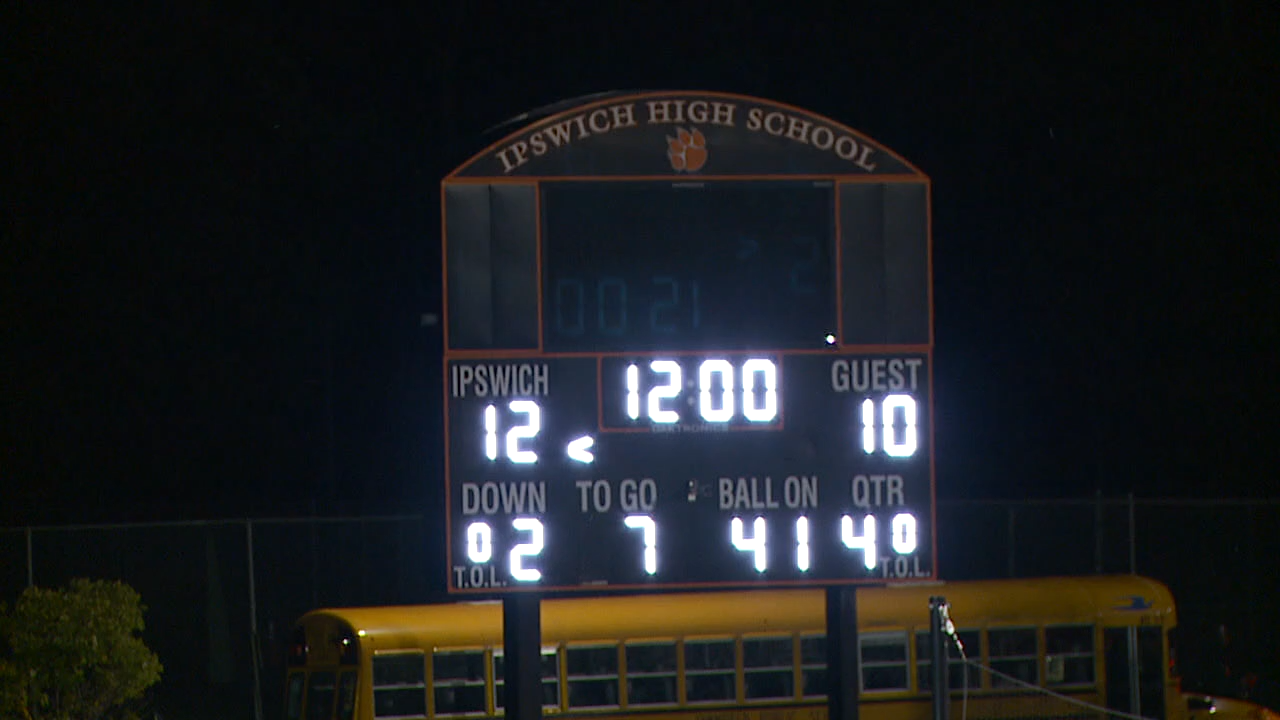 IPSWICH HIGH SCHOOL
IPSWICH 12:00 GUEST
12 < 10
DAKTRONICS
DOWN TO GO BALL ON QTR
0 2 7 41 4 0
T.O.L. T.O.L.